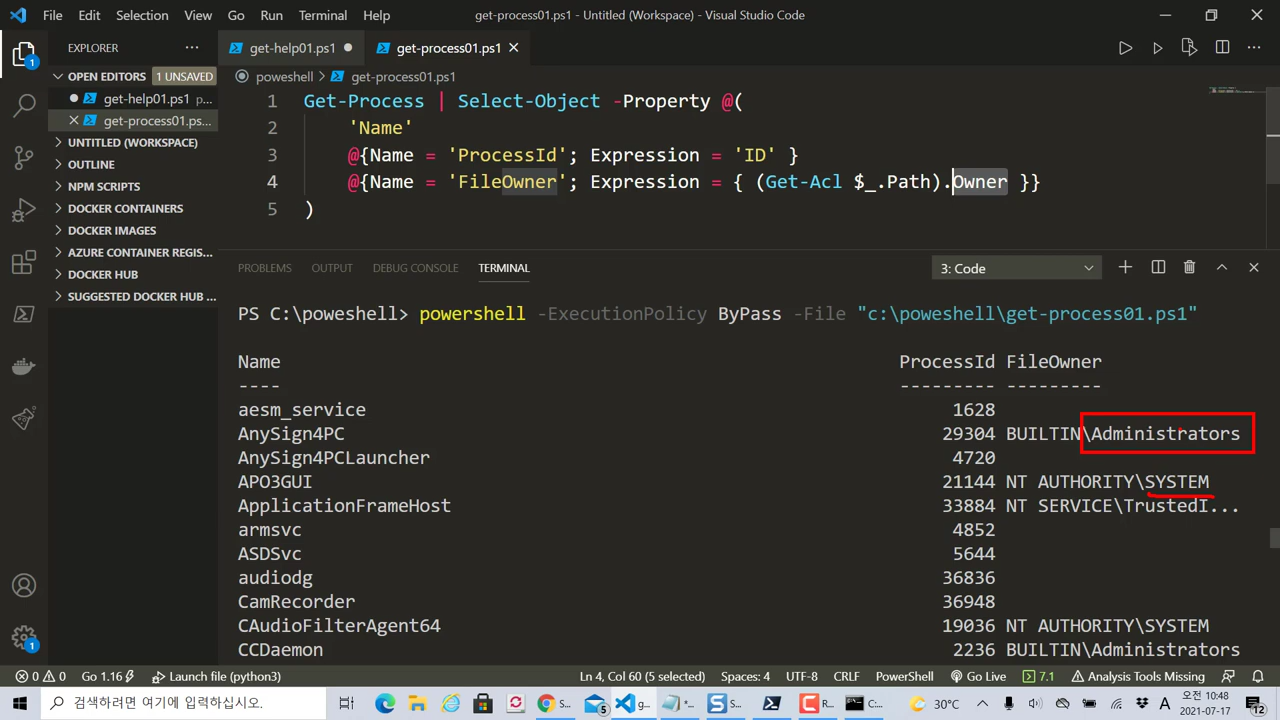 File Edit Selection View Go Run Terminal Help get-process01.ps1 - Untitled (Workspace) - Visual Studio Code
EXPLORER
OPEN EDITORS 1 UNSAVED
get-help01.ps1 p...
get-process01.ps...
UNTITLED (WORKSPACE)
OUTLINE
NPM SCRIPTS
DOCKER CONTAINERS
DOCKER IMAGES
AZURE CONTAINER REGIS...
DOCKER HUB
SUGGESTED DOCKER HUB ...
1
1
get-help01.ps1 get-process01.ps1
poweshell > get-process01.ps1
1 Get-Process | Select-Object -Property @(
2 'Name'
3 @{Name = 'ProcessId'; Expression = 'ID' }
4 @{Name = 'FileOwner'; Expression = { (Get-Acl $_.Path).Owner }}
5 )
PROBLEMS OUTPUT DEBUG CONSOLE TERMINAL 3: Code
PS C:\poweshell> powershell -ExecutionPolicy ByPass -File "c:\poweshell\get-process01.ps1"
Name ProcessId FileOwner
---- --------- ---------
aesm_service 1628
AnySign4PC 29304 BUILTIN\Administrators
AnySign4PCLauncher 4720
APO3GUI 21144 NT AUTHORITY\SYSTEM
ApplicationFrameHost 33884 NT SERVICE\TrustedI...
armsvc 4852
ASDSvc 5644
audiodg 36836
CamRecorder 36948
CAudioFilterAgent64 19036 NT AUTHORITY\SYSTEM
CCDaemon 2236 BUILTIN\Administrators
0 0 Go 1.16 Launch file (python3) Ln 4, Col 60 (5 selected) Spaces: 4 UTF-8 CRLF PowerShell Go Live 7.1 Analysis Tools Missing
검색하려면 여기에 입력하십시오. 5 S... g... "... S... R... C... 30°C A 오전 10:48
2021-07-17 12